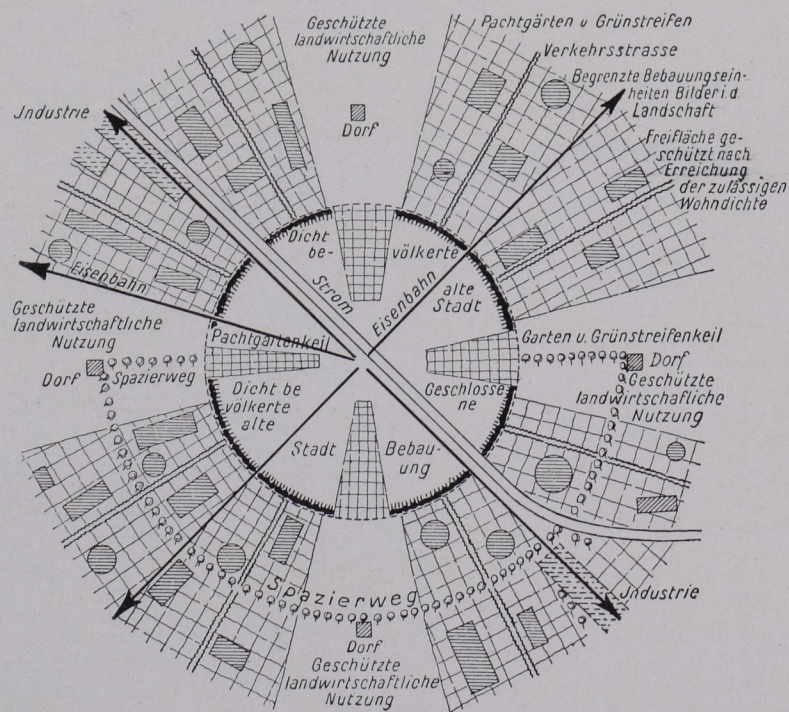 Geschützte
landwirtschaftliche
Nutzung
Dorf
Pachtgärten u Grünstreifen
Verkehrsstrasse
Begrenzte Bebauungsein-
heiten Bilder i. d.
Landschaft
Freifläche ge-
schützt nach
Erreichung
der zulässigen
Wohndichte
Jndustrie
Eisenbahn
Dicht
be-
völkerte
alte
Stadt
Strom
Eisenbahn
Geschützte
landwirtschaftliche
Nutzung
Dorf
Spazierweg
Pachtgartenkeil
Dicht be
völkerte
alte
Stadt
Garten u. Grünstreifenkeil
Dorf
Geschützte
landwirtschaftliche
Nutzung
Geschlosse
ne
Bebau-
ung
Spazierweg
Dorf
Geschützte
landwirtschaftliche
Nutzung
Jndustrie